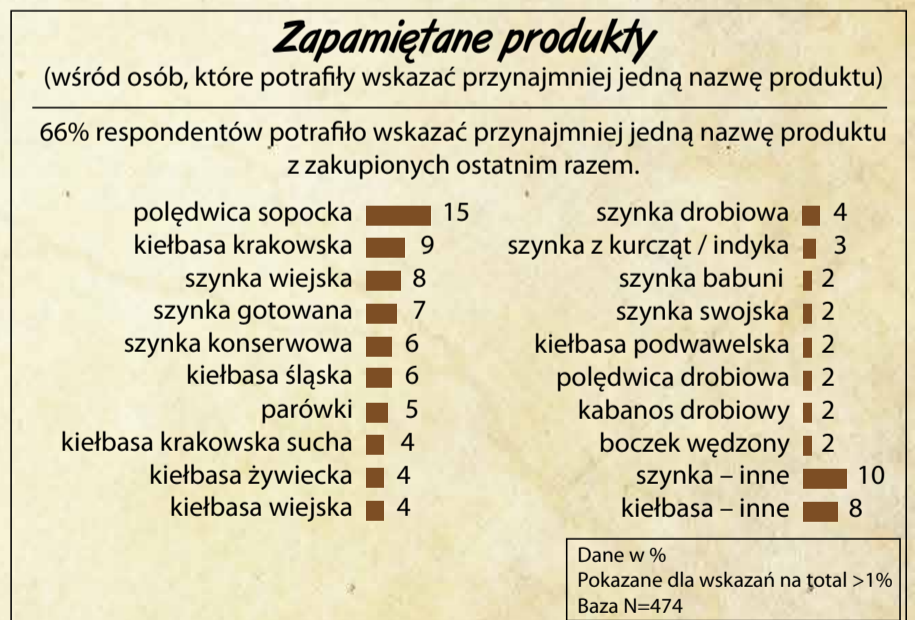 Zapamiętane produkty
(wśród osób, które potrafiły wskazać przynajmniej jedną nazwę produktu)
66% respondentów potrafiło wskazać przynajmniej jedną nazwę produktu
z zakupionych ostatnim razem.
polędwica sopocka 15
kiełbasa krakowska 9
szynka wiejska 8
szynka gotowana 7
szynka konserwowa 6
kiełbasa śląska 6
parówki 5
kiełbasa krakowska sucha 4
kiełbasa żywiecka 4
kiełbasa wiejska 4
szynka drobiowa 4
szynka z kurcząt / indyka 3
szynka babuni 2
szynka swojska 2
kiełbasa podwawelska 2
polędwica drobiowa 2
kabanos drobiowy 2
boczek wędzony 2
szynka – inne 10
kiełbasa – inne 8
Dane w %
Pokazane dla wskazań na total >1%
Baza N=474